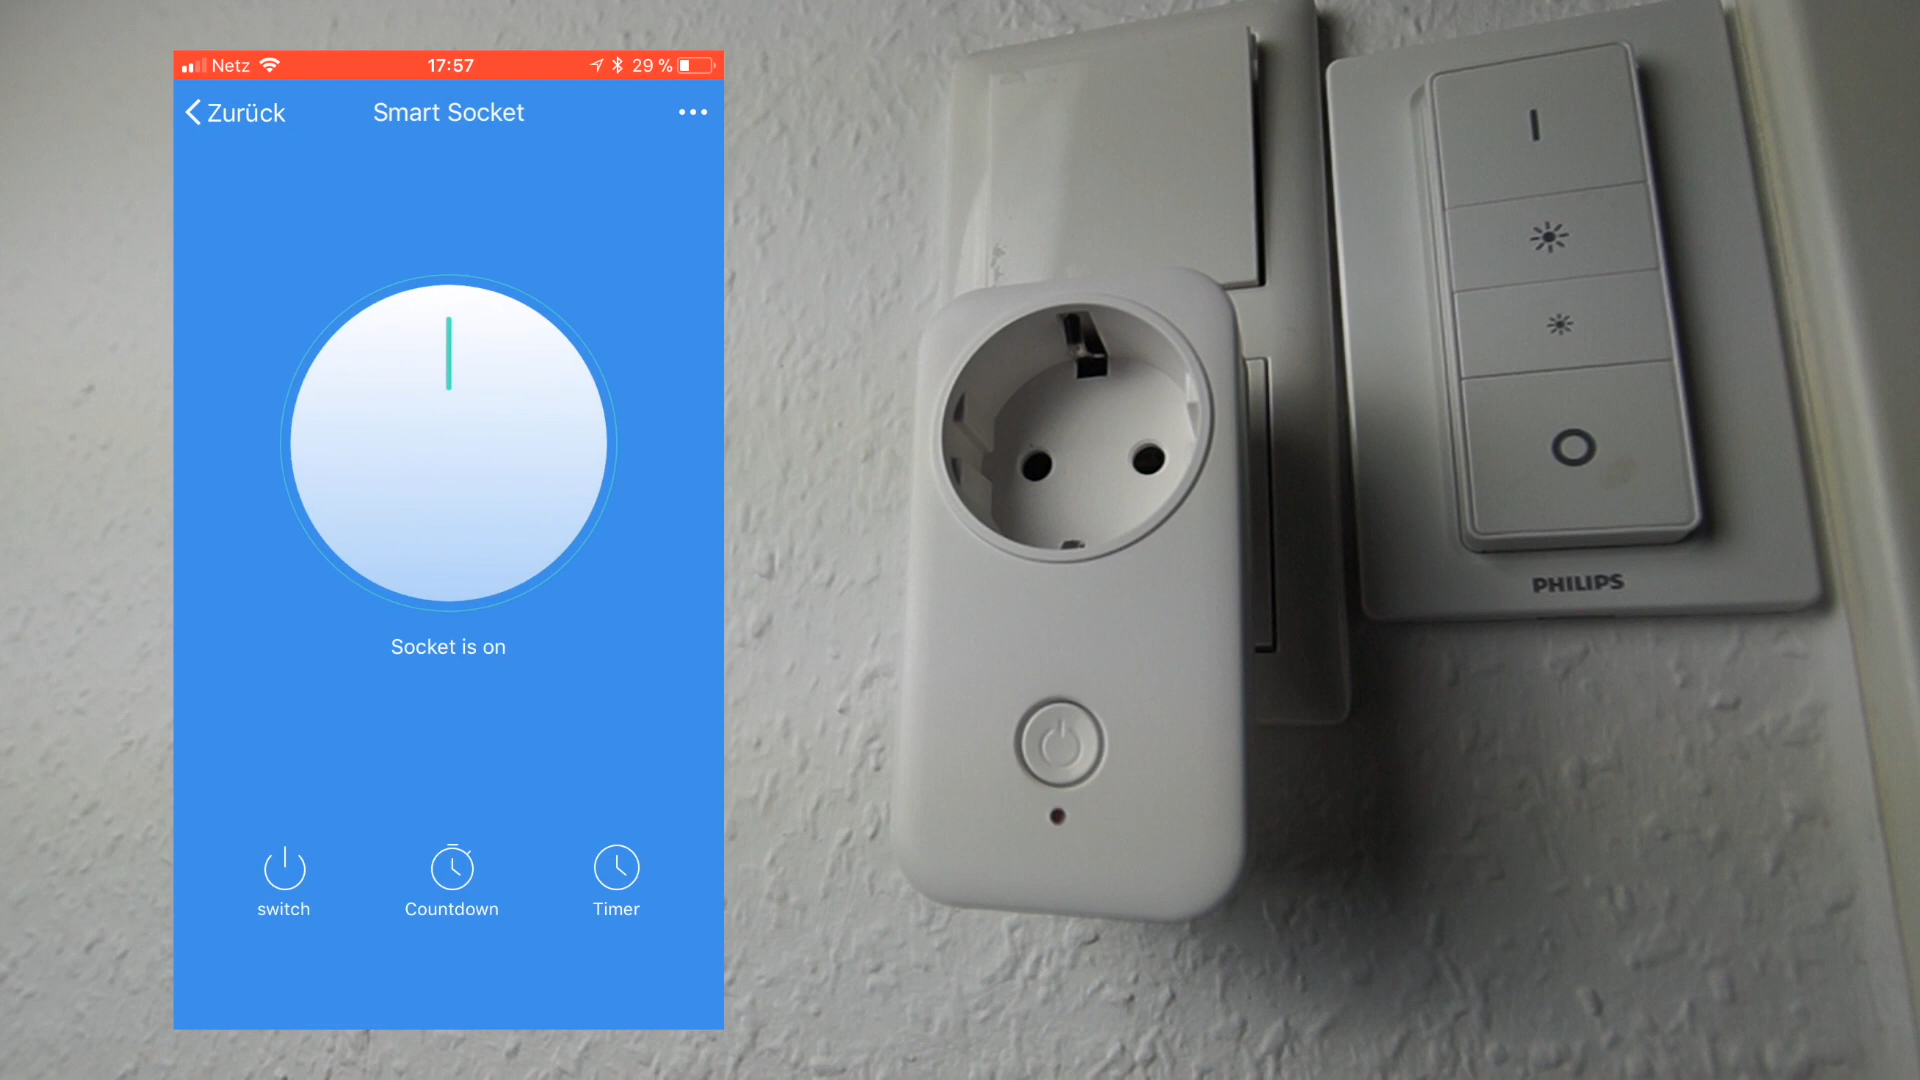 Netz 17:57 29 %
Zurück Smart Socket
Socket is on
switch Countdown Timer
PHILIPS